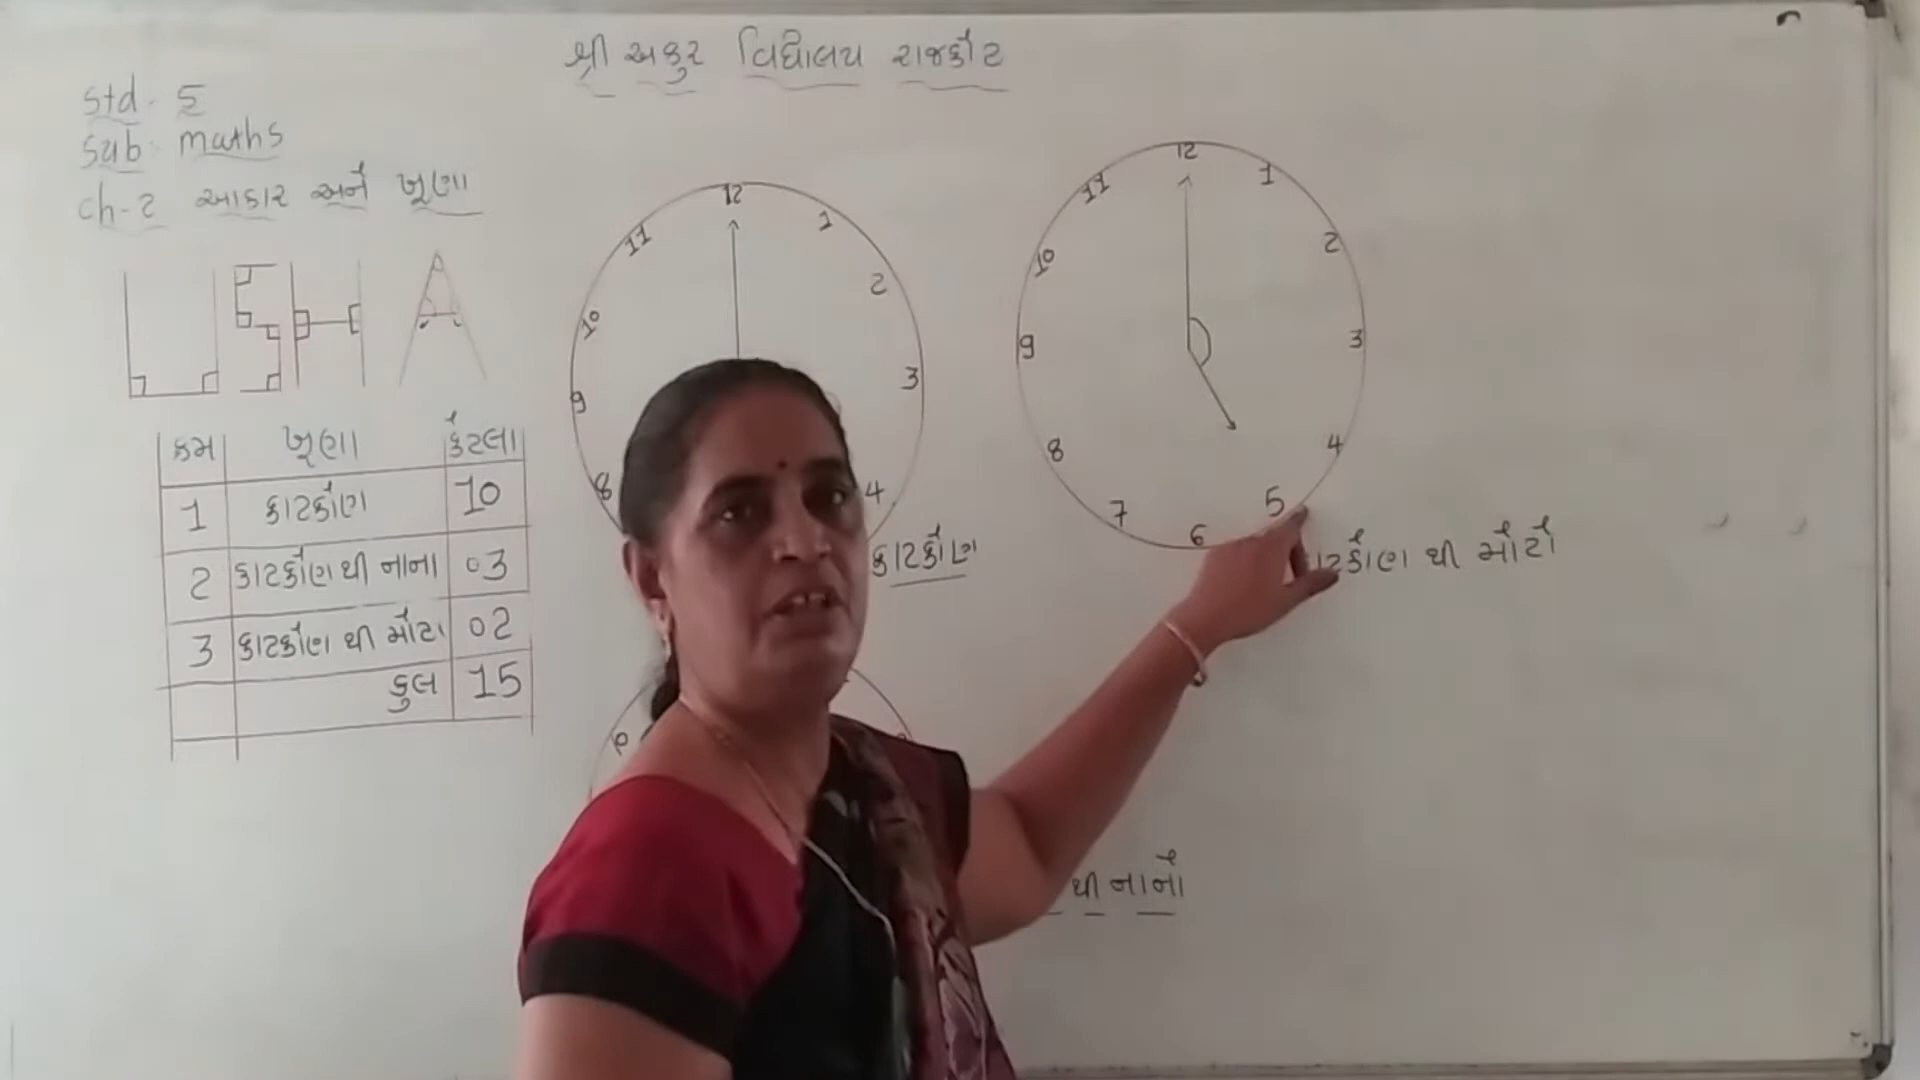 શ્રી અકુર વિદ્યાલય રાજકોટ
Std. 5
Sub: maths
Ch-2 આકાર અને ખૂણા
USHA
ક્રમ ખૂણા કેટલા
1 કાટકોણ 10
2 કાટકોણ થી નાના 03
3 કાટકોણ થી મોટા 02
કુલ 15
12 1 2 3 4 8 9 10 11
કાટકોણ
12 1 2 3 4 5 6 7 8 9 10 11
થી મોટો
થી નાનો